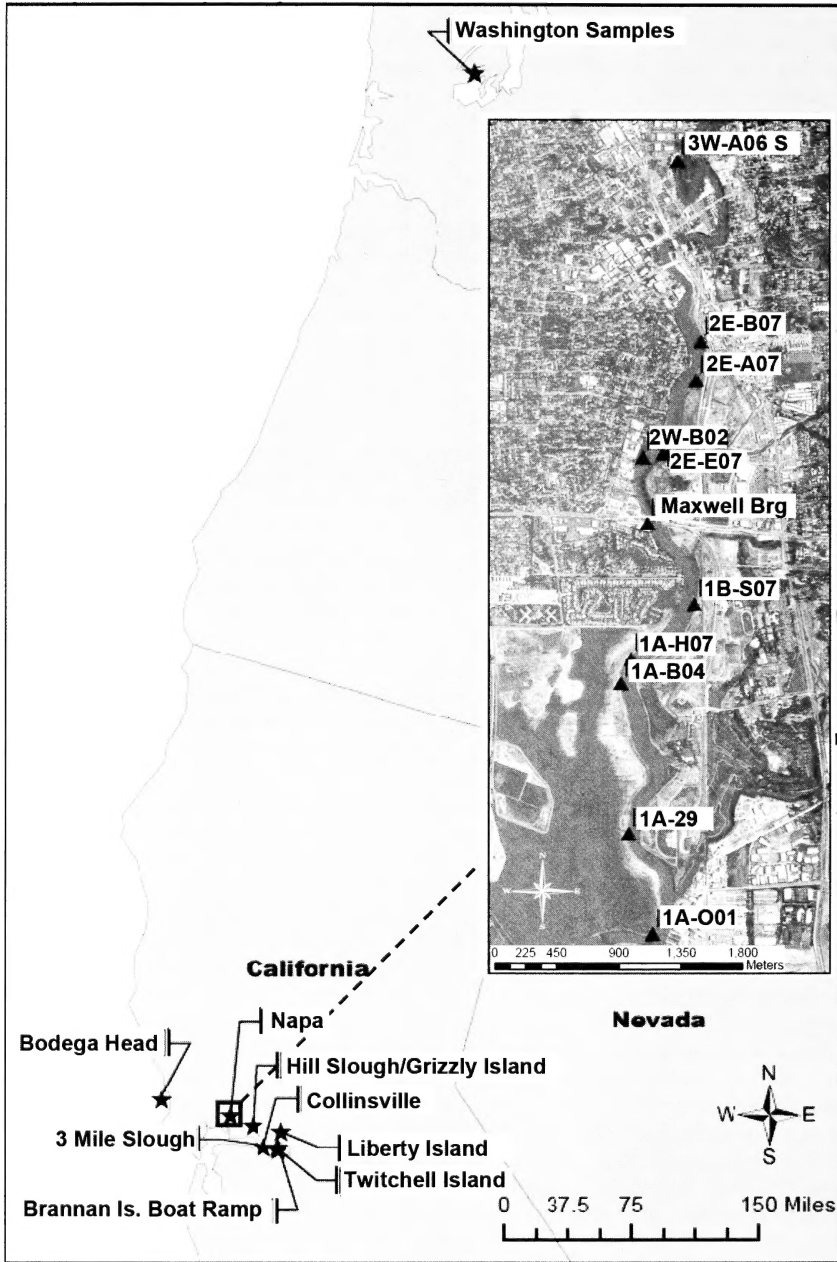 Washington Samples
3W-A06 S
2E-B07
2E-A07
2W-B02
2E-E07
Maxwell Brg
1B-S07
1A-H07
1A-B04
1A-29
1A-O01
N
W
E
S
0 225 450 900 1,350 1,800
Meters
California
Nevada
Napa
Bodega Head
Hill Slough/Grizzly Island
Collinsville
3 Mile Slough
Liberty Island
Twitchell Island
Brannan Is. Boat Ramp
N
W
E
S
0 37.5 75 150 Miles